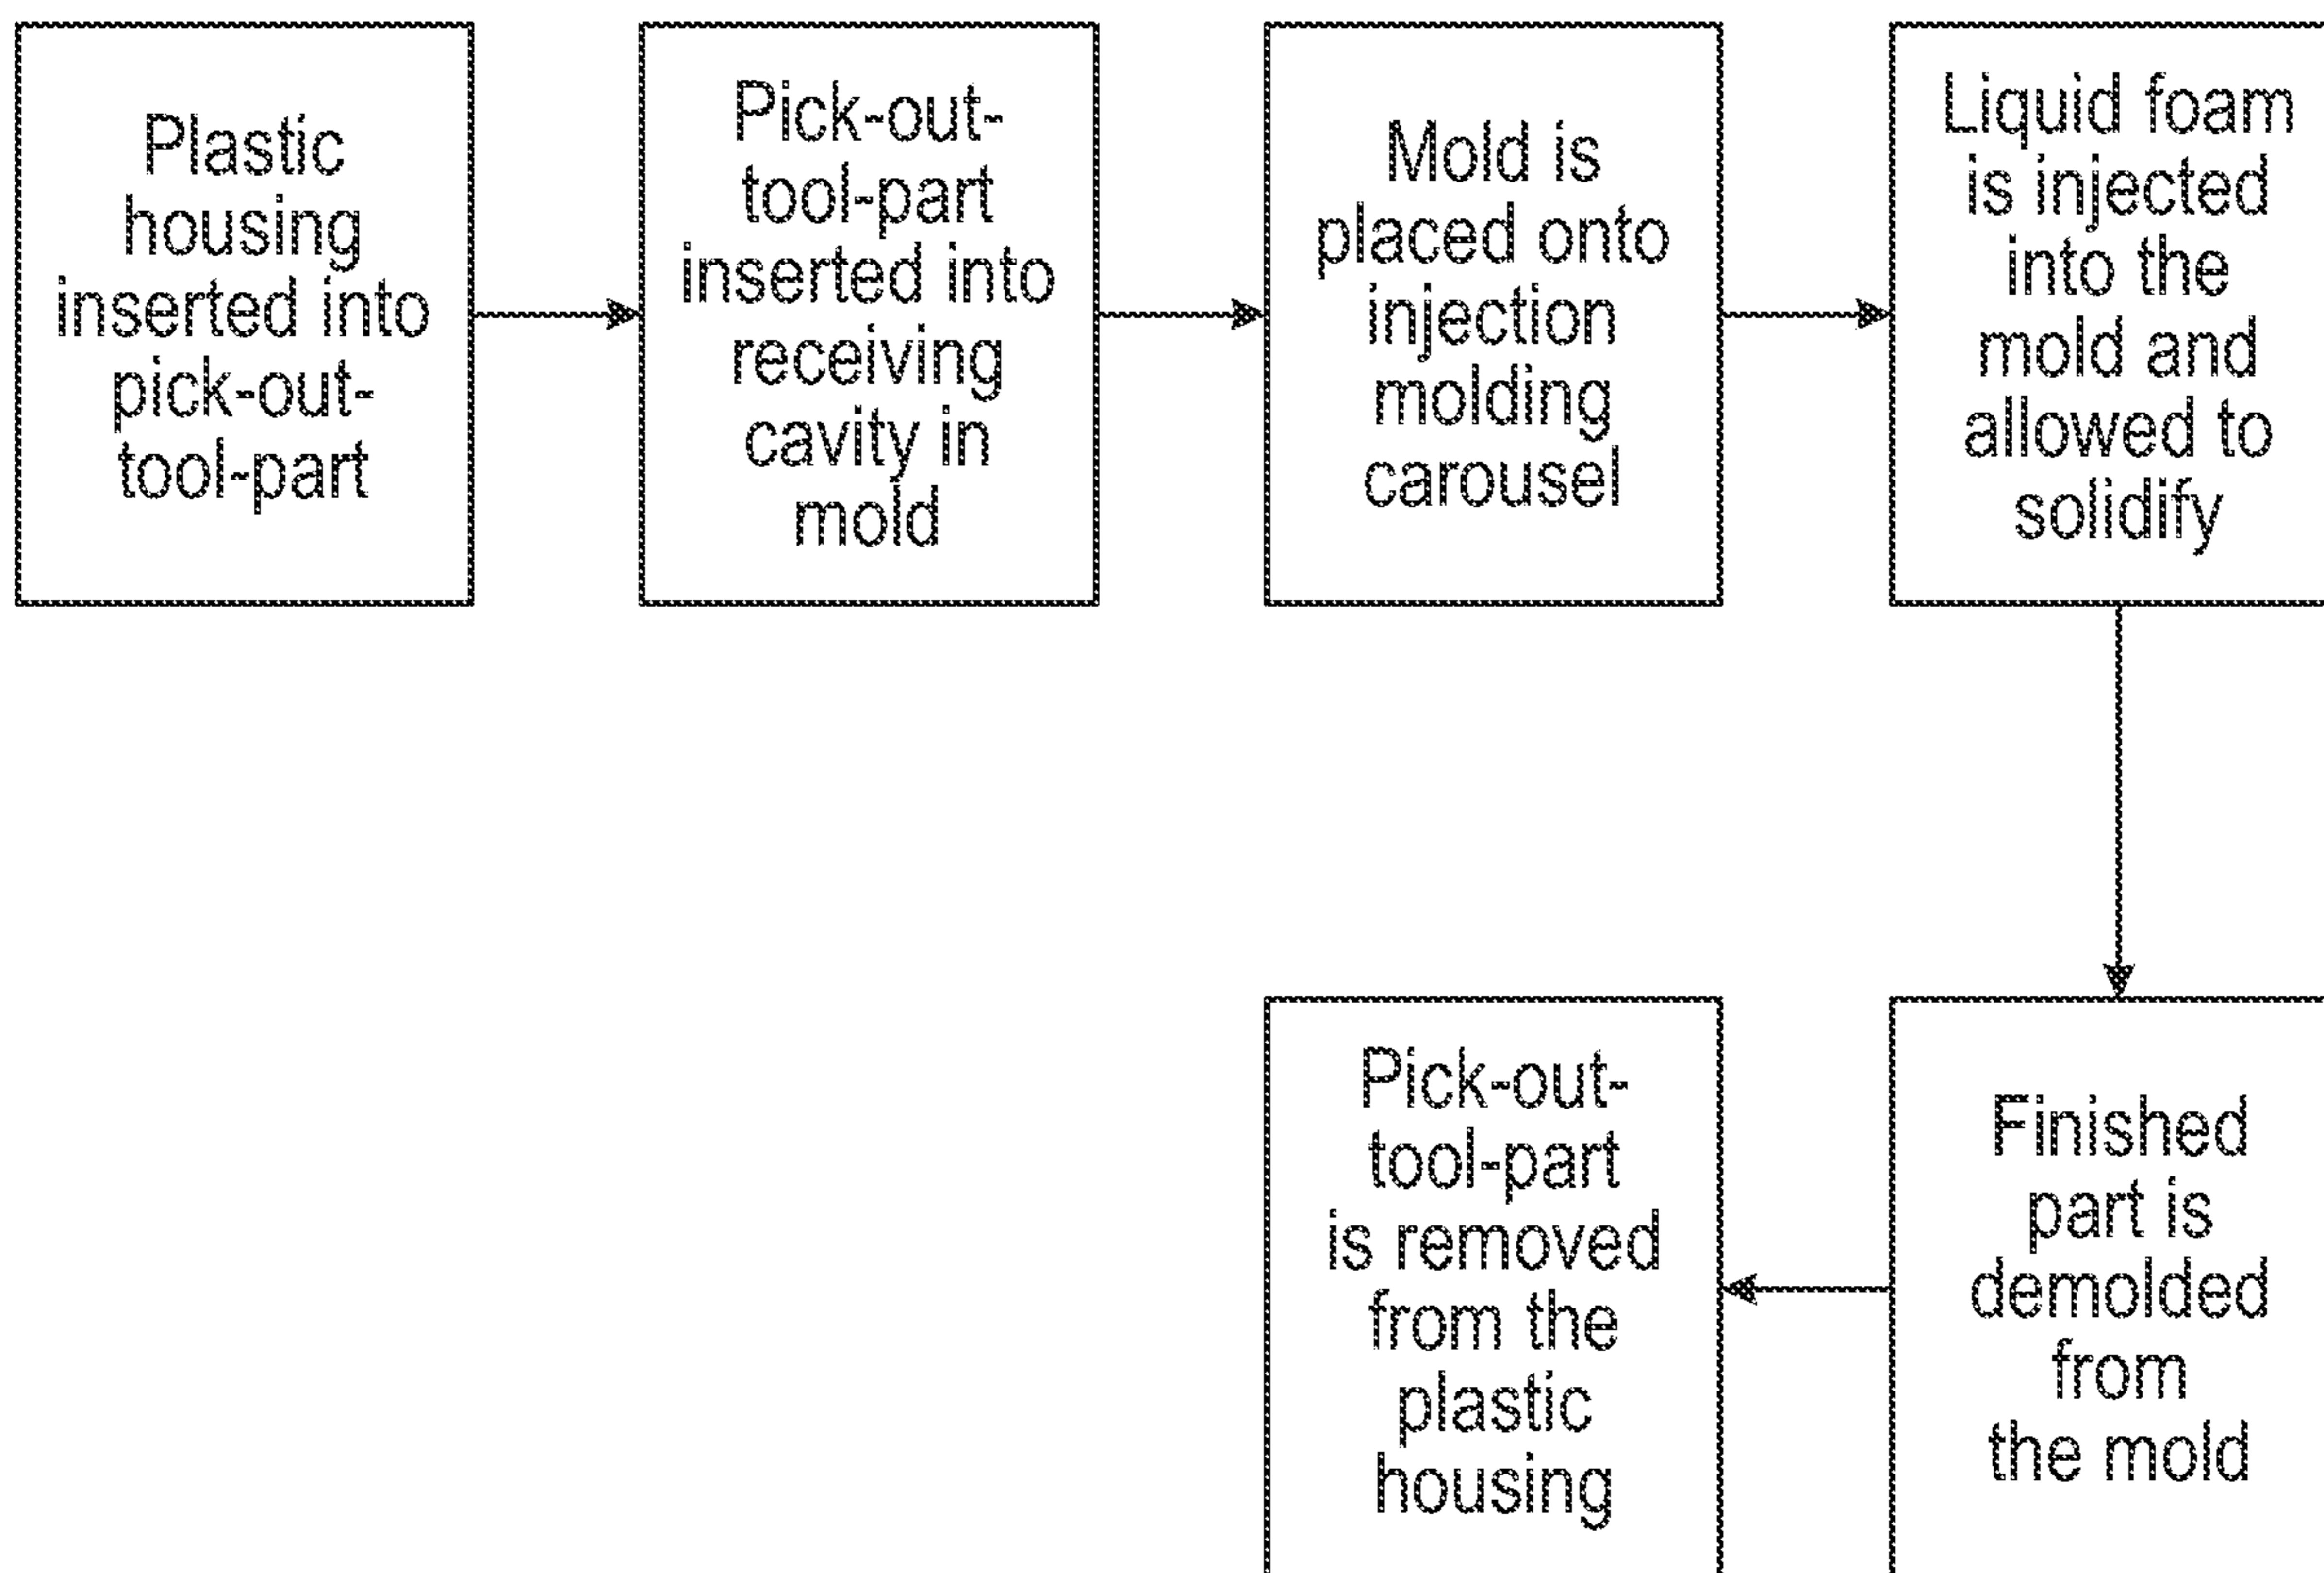 Plastic
housing
inserted into
pick-out-
tool-part
Pick-out-
tool-part
inserted into
receiving
cavity in
mold
Mold is
placed onto
injection
molding
carousel
Liquid foam
is injected
into the
mold and
allowed to
solidify
Finished
part is
demolded
from
the mold
Pick-out-
tool-part
is removed
from the
plastic
housing